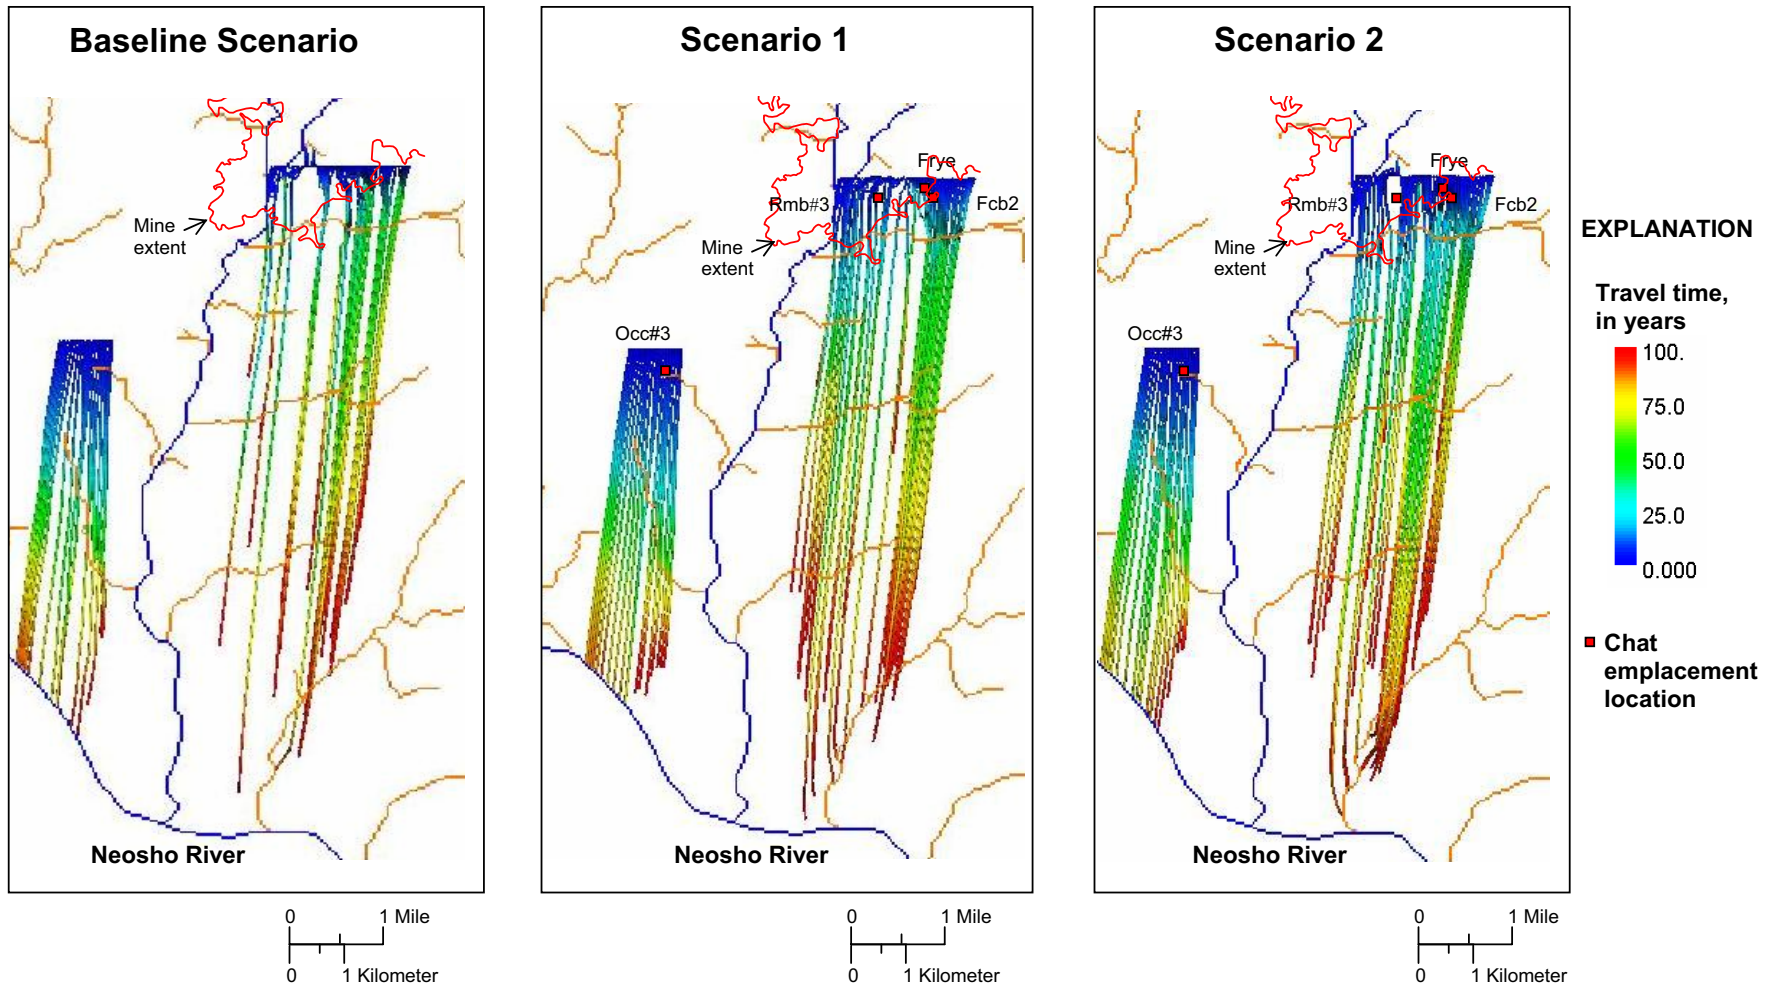 Baseline Scenario
Mine
extent
Neosho River
0 1 Mile
0 1 Kilometer
Scenario 1
Frye
Rmb#3
Fcb2
Mine
extent
Occ#3
Neosho River
0 1 Mile
0 1 Kilometer
Scenario 2
Frye
Rmb#3
Fcb2
Mine
extent
Occ#3
Neosho River
0 1 Mile
0 1 Kilometer
EXPLANATION
Travel time,
in years
100.
75.0
50.0
25.0
0.000
Chat
emplacement
location